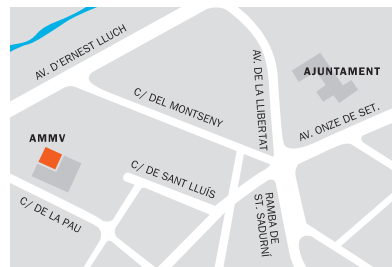 AV. D'ERNEST LLUCH
AV. DE LA LLIBERTAT
AJUNTAMENT
C/ DEL MONTSENY
AV. ONZE DE SET.
AMMV
C/ DE SANT LLUÍS
C/ DE LA PAU
RAMBA DE
ST. SADURNÍ